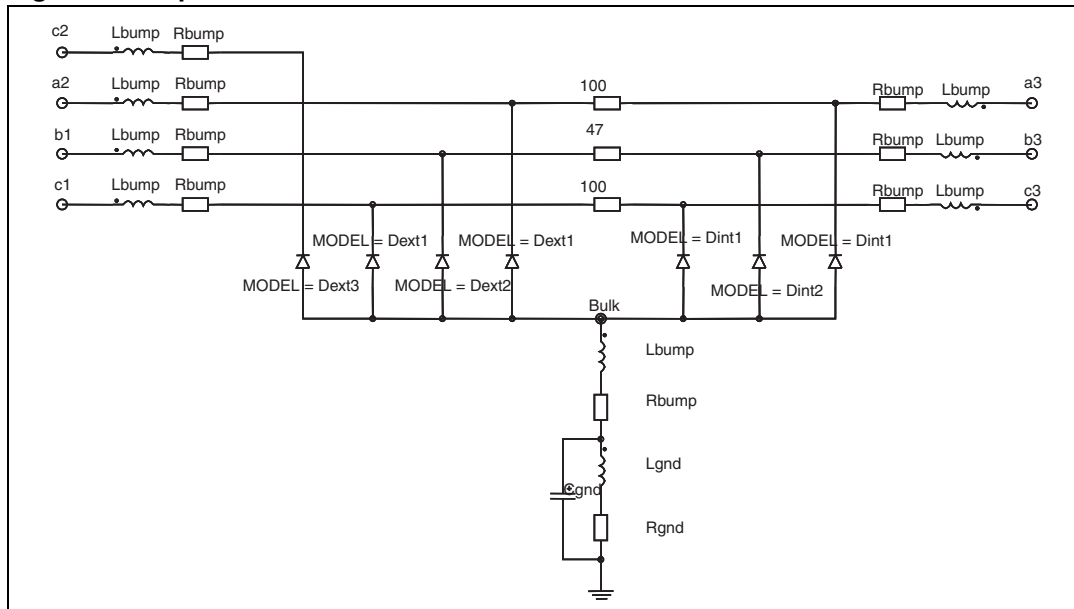 c2 Lbump Rbump
a2 Lbump Rbump 100 Rbump Lbump a3
b1 Lbump Rbump 47 Rbump Lbump b3
c1 Lbump Rbump 100 Rbump Lbump c3
MODEL = Dext1 MODEL = Dext1 MODEL = Dint1 MODEL = Dint1
MODEL = Dext3 MODEL = Dext2 MODEL = Dint2
Bulk
Lbump
Rbump
Lgnd
Cgnd
Rgnd